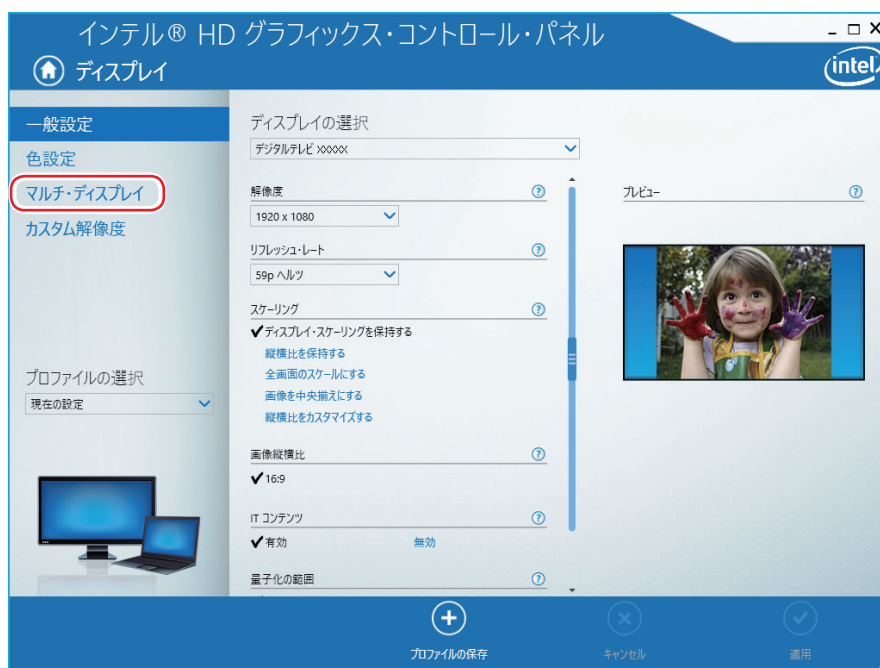 インテル® HD グラフィックス・コントロール・パネル
ディスプレイ
intel
一般設定
色設定
マルチ・ディスプレイ
カスタム解像度
プロファイルの選択
現在の設定
ディスプレイの選択
デジタルテレビ xxxxxx
解像度
1920 x 1080
リフレッシュ・レート
59p ヘルツ
スケーリング
✔ディスプレイ・スケーリングを保持する
縦横比を保持する
全画面のスケールにする
画像を中央揃えにする
縦横比をカスタマイズする
画像縦横比
✔16:9
IT コンテンツ
✔有効 無効
量子化の範囲
プレビュー
プロファイルの保存
キャンセル
適用